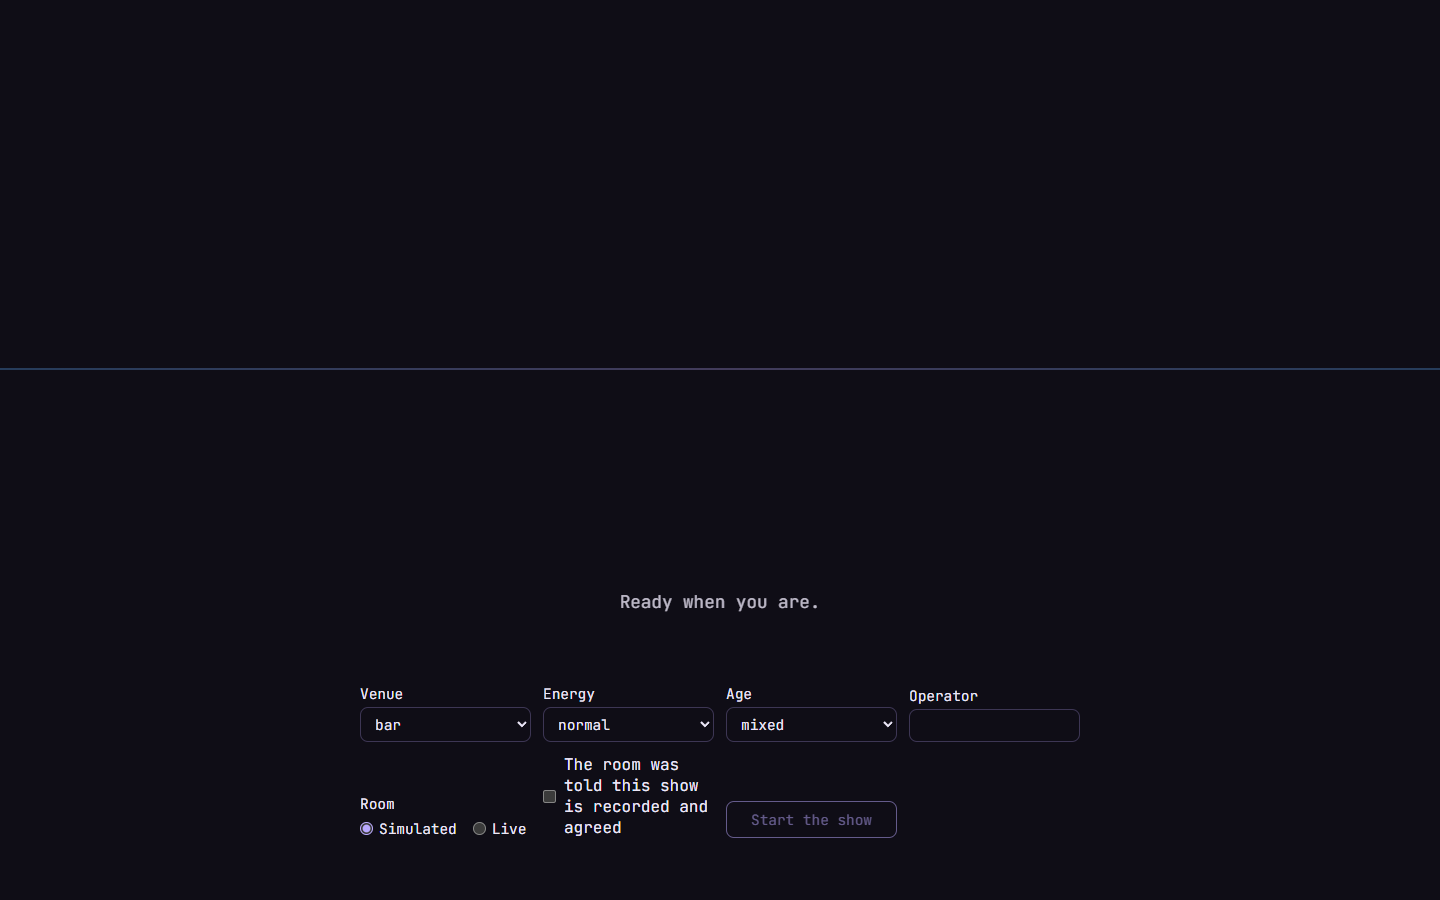 Ready when you are.
Venue
Energy
Age
Operator
bar
normal
mixed
The room was
told this show
is recorded and
agreed
Room
Simulated
Live
Start the show